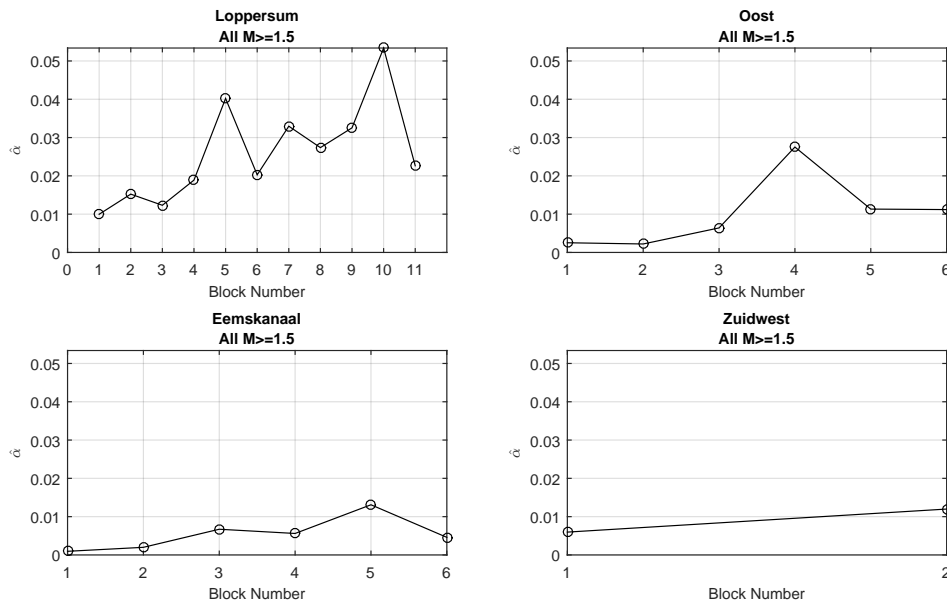 Loppersum
All M>=1.5
0.05
0.04
0.03
0.02
0.01
0
α̂
0 1 2 3 4 5 6 7 8 9 10 11
Block Number
Oost
All M>=1.5
0.05
0.04
0.03
0.02
0.01
0
α̂
1 2 3 4 5 6
Block Number
Eemskanaal
All M>=1.5
0.05
0.04
0.03
0.02
0.01
0
α̂
1 2 3 4 5 6
Block Number
Zuidwest
All M>=1.5
0.05
0.04
0.03
0.02
0.01
0
α̂
1 2
Block Number